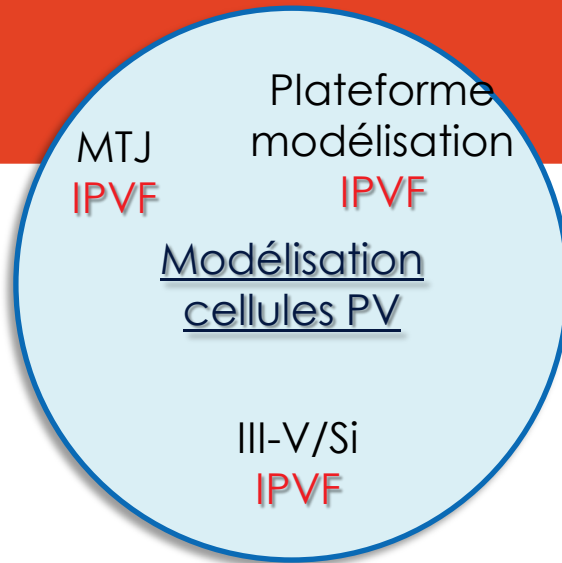 Plateforme
modélisation
IPVF
MTJ
IPVF
Modélisation
cellules PV
III-V/Si
IPVF